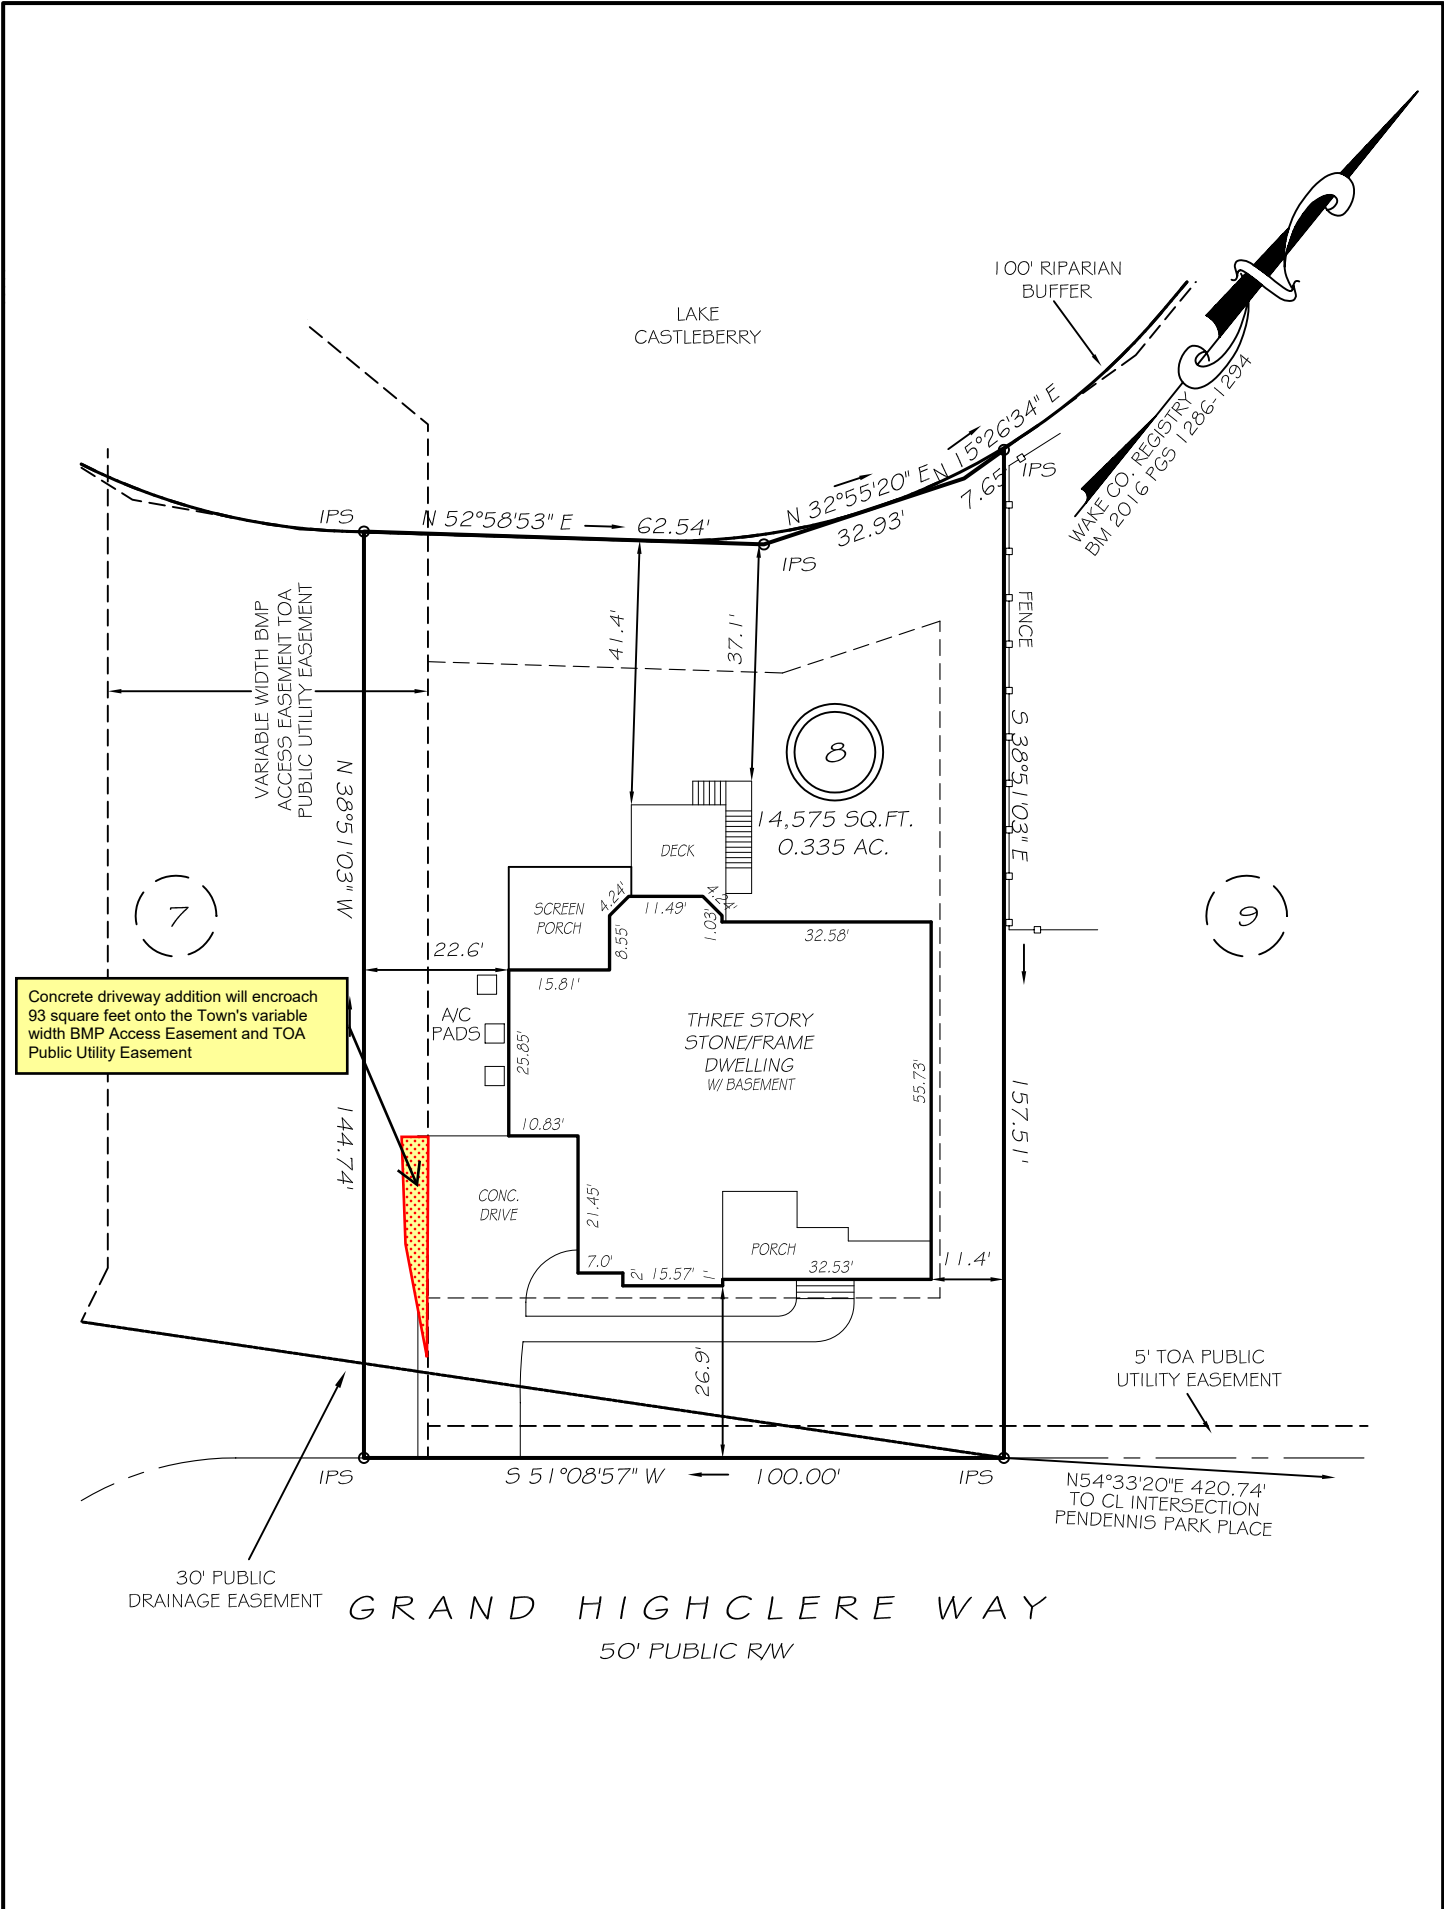 100' RIPARIAN
BUFFER
LAKE
CASTLEBERRY
WAKE CO. REGISTRY
BM 2016 PGS 1286-1294
IPS
N 52°58'53" E
62.54'
IPS
N 32°55'20" E
32.93'
N 15°26'34" E
7.65'
IPS
VARIABLE WIDTH BMP
ACCESS EASEMENT TOA
PUBLIC UTILITY EASEMENT
41.4'
37.1'
FENCE
8
14,575 SQ.FT.
0.335 AC.
N 38°51'03" W
144.74'
S 38°51'03" E
157.51'
7
9
DECK
SCREEN
PORCH
4.24'
11.49'
4.24'
1.03'
8.55'
32.58'
22.6'
15.81'
A/C
PADS
25.85'
THREE STORY
STONE/FRAME
DWELLING
W/ BASEMENT
55.73'
Concrete driveway addition will encroach
93 square feet onto the Town's variable
width BMP Access Easement and TOA
Public Utility Easement
10.83'
CONC.
DRIVE
21.45'
7.0'
2'
15.57'
1'
PORCH
32.53'
11.4'
26.9'
5' TOA PUBLIC
UTILITY EASEMENT
IPS
S 51°08'57" W
100.00'
IPS
N54°33'20"E 420.74'
TO CL INTERSECTION
PENDENNIS PARK PLACE
30' PUBLIC
DRAINAGE EASEMENT
GRAND HIGHCLERE WAY
50' PUBLIC R/W